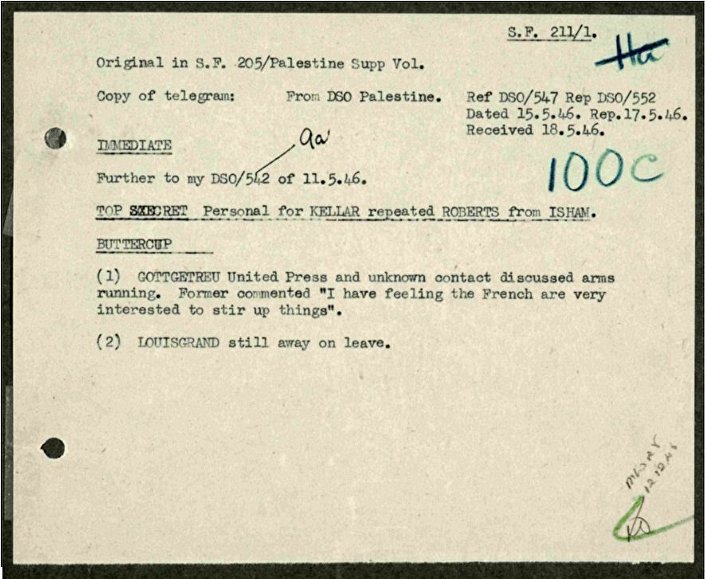 S.F. 211/1.
11a
Original in S.F. 205/Palestine Supp Vol.
Copy of telegram: From DSO Palestine. Ref DSO/547 Rep DSO/552
Dated 15.5.46. Rep.17.5.46.
Received 18.5.46.
9a
IMMEDIATE
100c
Further to my DSO/542 of 11.5.46.
TOP SXECRET Personal for KELLAR repeated ROBERTS from ISHAM.
BUTTERCUP
(1) GOTTGETREU United Press and unknown contact discussed arms
running. Former commented "I have feeling the French are very
interested to stir up things".
(2) LOUISGRAND still away on leave.